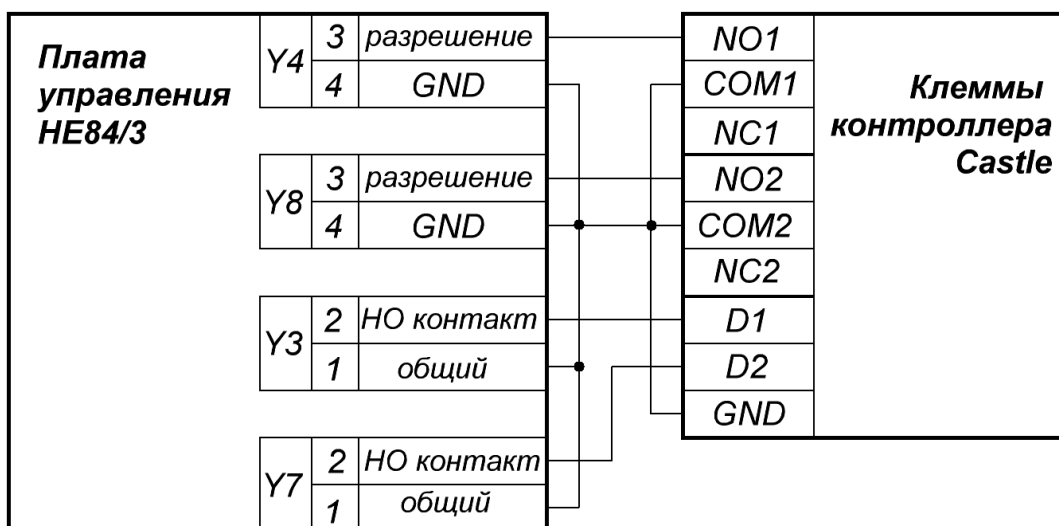 Плата
управления
НЕ84/3
Y4
3 разрешение
4 GND
Y8
3 разрешение
4 GND
Y3
2 НО контакт
1 общий
Y7
2 НО контакт
1 общий
NO1
COM1
NC1
NO2
COM2
NC2
D1
D2
GND
Клеммы
контроллера
Castle